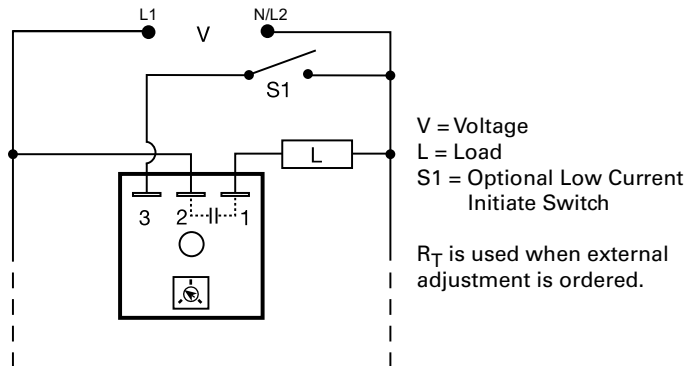 L1
V
N/L2
S1
L
3
2
1
V = Voltage
L = Load
S1 = Optional Low Current
Initiate Switch
RT is used when external
adjustment is ordered.